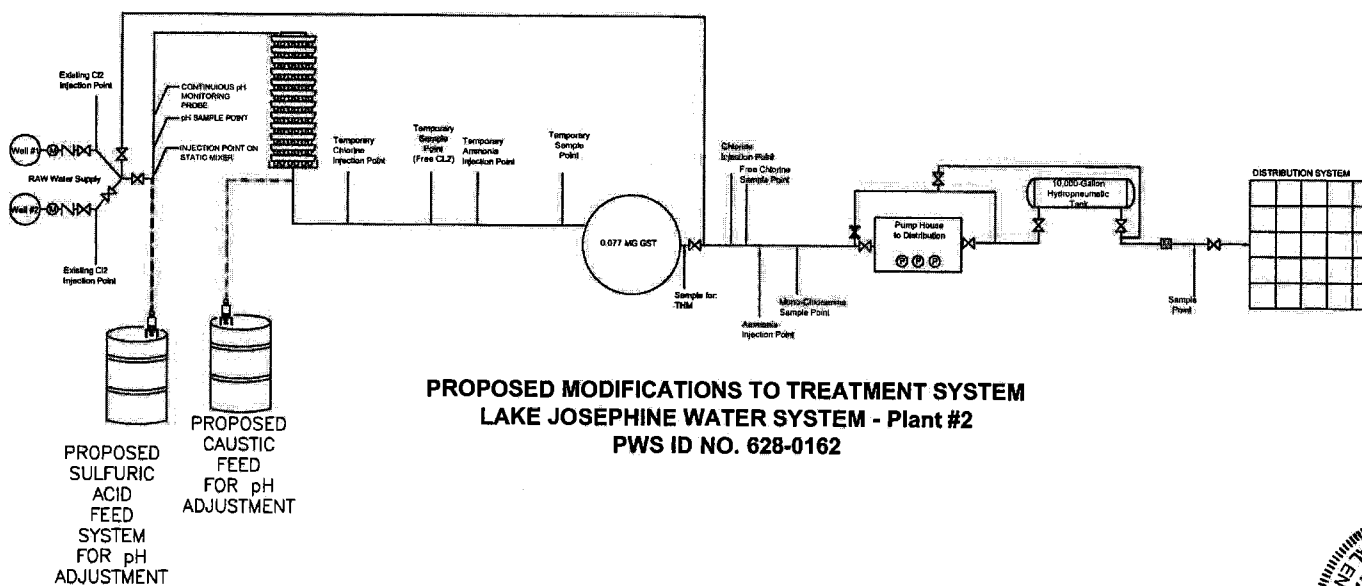 Existing Cl2
Injection Point
CONTINUIOUS pH
MONITORING
PROBE
pH SAMPLE POINT
INJECTION POINT ON
STATIC MIXER
Well #1
M
RAW Water Supply
Well #2
M
Existing Cl2
Injection Point
Temporary
Chlorine
Injection Point
Temporary
Sample
Point
(Free CL2)
Temporary
Ammonia
Injection Point
Temporary
Sample
Point
0.077 MG GST
Sample for:
THM
Chlorine
Injection Point
Free Chlorine
Sample Point
Ammonia
Injection Point
Mono-Chloramine
Sample Point
Pump House
to Distribution
P P P
10,000-Gallon
Hydropneumatic
Tank
Sample
Point
DISTRIBUTION SYSTEM
PROPOSED
SULFURIC
ACID
FEED
SYSTEM
FOR pH
ADJUSTMENT
PROPOSED
CAUSTIC
FEED
FOR pH
ADJUSTMENT
PROPOSED MODIFICATIONS TO TREATMENT SYSTEM
LAKE JOSEPHINE WATER SYSTEM - Plant #2
PWS ID NO. 628-0162